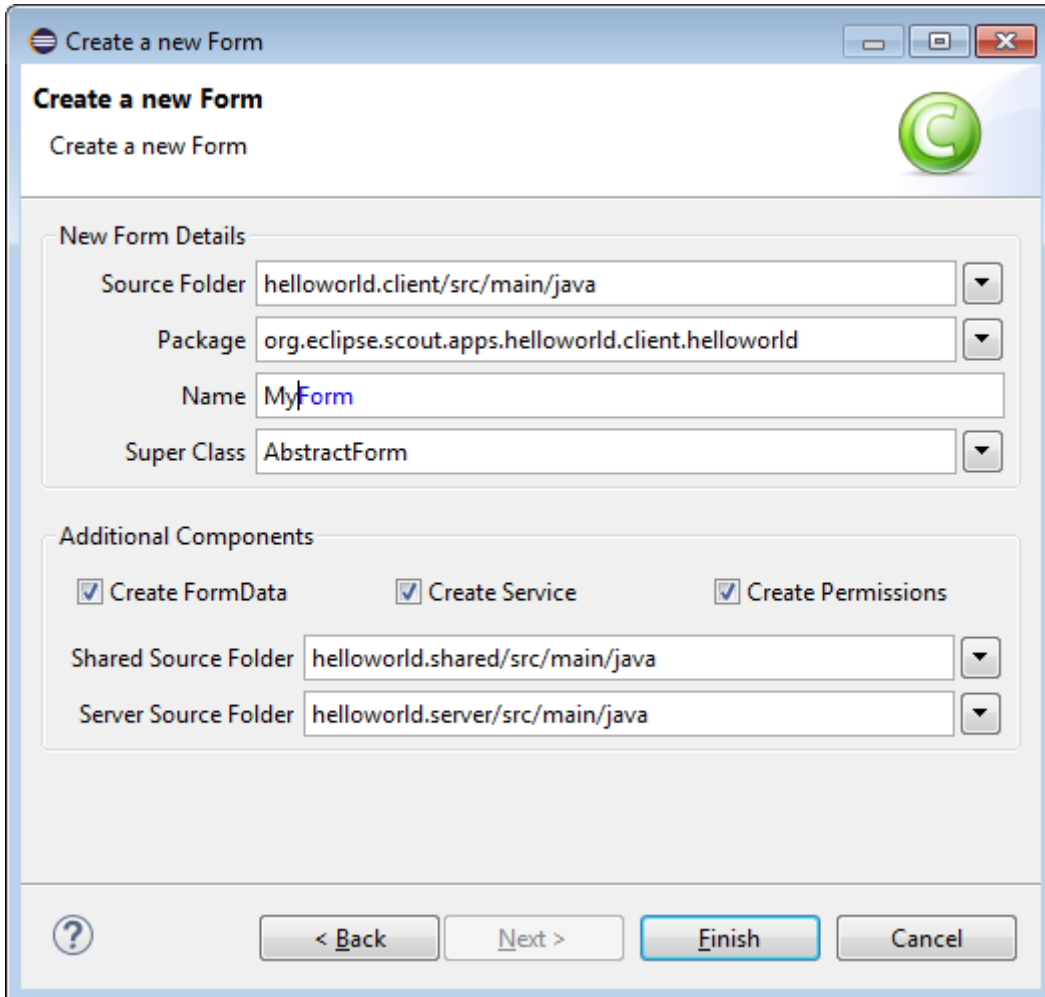 Create a new Form
Create a new Form
Create a new Form
C
New Form Details
Source Folder helloworld.client/src/main/java
Package org.eclipse.scout.apps.helloworld.client.helloworld
Name MyForm
Super Class AbstractForm
Additional Components
Create FormData Create Service Create Permissions
Shared Source Folder helloworld.shared/src/main/java
Server Source Folder helloworld.server/src/main/java
? < Back Next > Finish Cancel